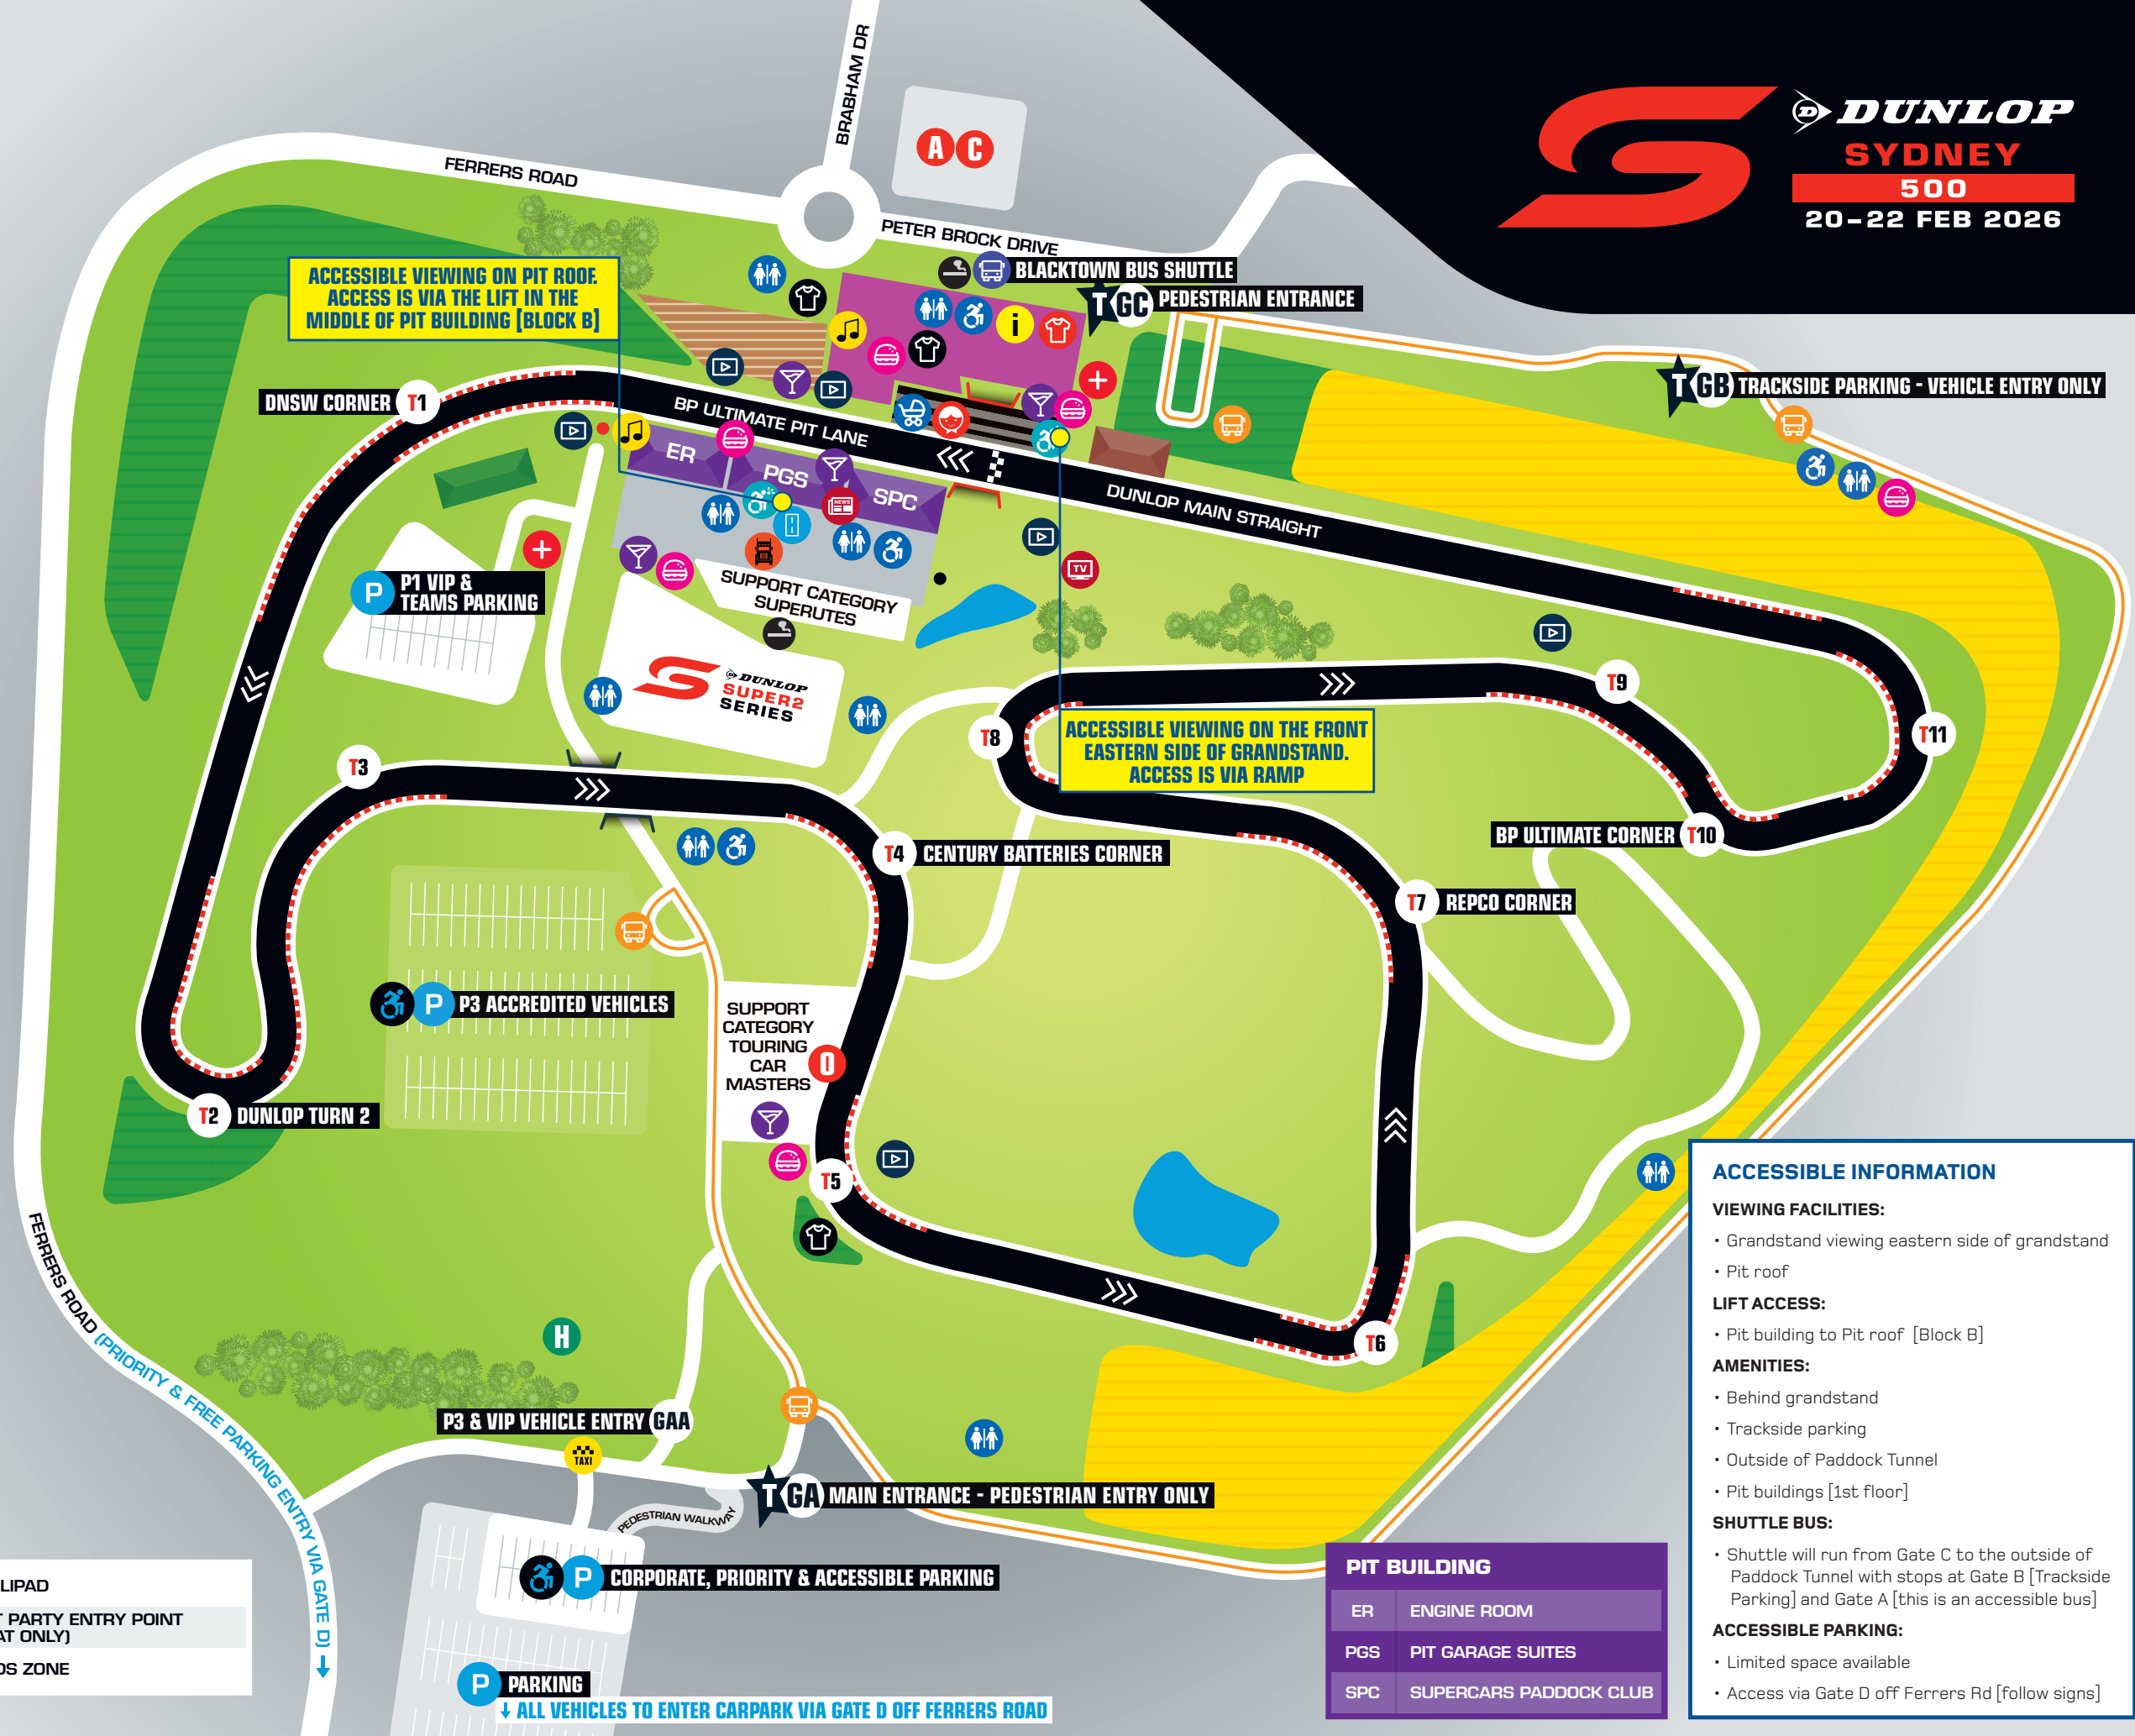 DUNLOP
SYDNEY
500
20-22 FEB 2026
BRABHAM DR
A C
FERRERS ROAD
PETER BROCK DRIVE
BLACKTOWN BUS SHUTTLE
T GC PEDESTRIAN ENTRANCE
T GB TRACKSIDE PARKING - VEHICLE ENTRY ONLY
ACCESSIBLE VIEWING ON PIT ROOF.
ACCESS IS VIA THE LIFT IN THE
MIDDLE OF PIT BUILDING [BLOCK B]
i
DNSW CORNER T1
BP ULTIMATE PIT LANE
ER
PGS
SPC
NEWS
DUNLOP MAIN STRAIGHT
TV
P P1 VIP &
TEAMS PARKING
SUPPORT CATEGORY
SUPERUTES
DUNLOP
SUPER2
SERIES
T3
T8
T9
T11
ACCESSIBLE VIEWING ON THE FRONT
EASTERN SIDE OF GRANDSTAND.
ACCESS IS VIA RAMP
BP ULTIMATE CORNER T10
T4 CENTURY BATTERIES CORNER
T7 REPCO CORNER
P P3 ACCREDITED VEHICLES
SUPPORT
CATEGORY
TOURING
CAR
MASTERS
O
T2 DUNLOP TURN 2
T5
T6
H
FERRERS ROAD (PRIORITY & FREE PARKING ENTRY VIA GATE D)
P3 & VIP VEHICLE ENTRY GAA
TAXI
T GA MAIN ENTRANCE - PEDESTRIAN ENTRY ONLY
PEDESTRIAN WALKWAY
P CORPORATE, PRIORITY & ACCESSIBLE PARKING
P PARKING
ALL VEHICLES TO ENTER CARPARK VIA GATE D OFF FERRERS ROAD
LIPAD
T PARTY ENTRY POINT
AT ONLY)
DS ZONE
PIT BUILDING
ER ENGINE ROOM
PGS PIT GARAGE SUITES
SPC SUPERCARS PADDOCK CLUB
ACCESSIBLE INFORMATION
VIEWING FACILITIES:
• Grandstand viewing eastern side of grandstand
• Pit roof
LIFT ACCESS:
• Pit building to Pit roof [Block B]
AMENITIES:
• Behind grandstand
• Trackside parking
• Outside of Paddock Tunnel
• Pit buildings [1st floor]
SHUTTLE BUS:
• Shuttle will run from Gate C to the outside of
Paddock Tunnel with stops at Gate B [Trackside
Parking] and Gate A [this is an accessible bus]
ACCESSIBLE PARKING:
• Limited space available
• Access via Gate D off Ferrers Rd [follow signs]